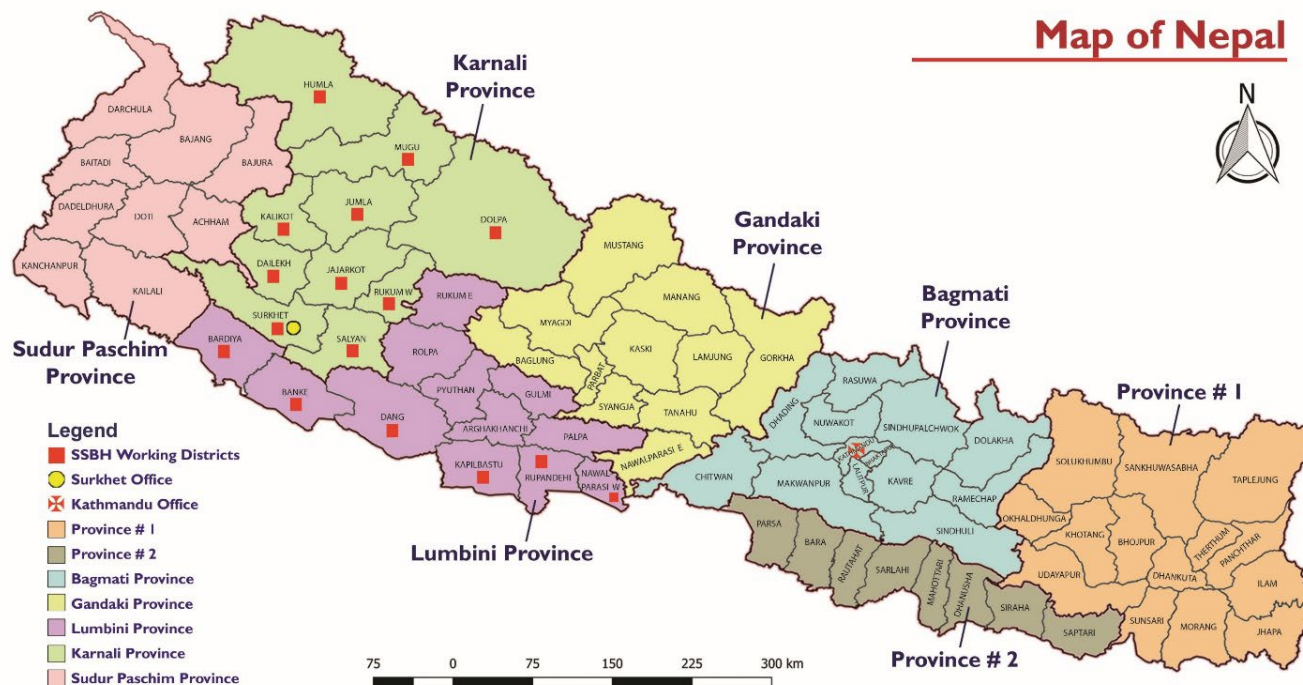 Map of Nepal
N
Karnali
Province
Gandaki
Province
Bagmati
Province
Province # 1
Sudur Paschim
Province
Lumbini Province
Province # 2
HUMLA
DARCHULA
BAJANG
MUGU
BAITADI
BAJURA
DADELDHURA
DOTI
ACHHAM
KALIKOT
JUMLA
DOLPA
KANCHANPUR
KAILALI
DAILEKH
JAJARKOT
RUKUM W
RUKUM E
SURKHET
SALYAN
BARDIYA
BANKE
ROLPA
DANG
PYUTHAN
GULMI
ARGHAKHANCHI
PALPA
KAPILBASTU
RUPANDEHI
NAWAL
PARASI W
MUSTANG
MANANG
MYAGDI
BAGLUNG
PARBAT
KASKI
LAMJUNG
GORKHA
SYANGJA
TANAHU
NAWALPARASI E
RASUWA
DHADING
NUWAKOT
SINDHUPALCHWOK
DOLAKHA
KATHMANDU
BHAKTAPUR
LALITPUR
CHITWAN
MAKWANPUR
KAVRE
RAMECHAP
SINDHULI
PARSA
BARA
RAUTAHAT
SARLAHI
MAHOTTARI
DHANUSHA
SIRAHA
SAPTARI
SOLUKHUMBU
SANKHUWASABHA
TAPLEJUNG
OKHALDHUNGA
KHOTANG
BHOJPUR
THERTHUM
PANCHTHAR
UDAYAPUR
DHANKUTA
ILAM
SUNSARI
MORANG
JHAPA
Legend
SSBH Working Districts
Surkhet Office
Kathmandu Office
Province # 1
Province # 2
Bagmati Province
Gandaki Province
Lumbini Province
Karnali Province
Sudur Paschim Province
75 0 75 150 225 300 km